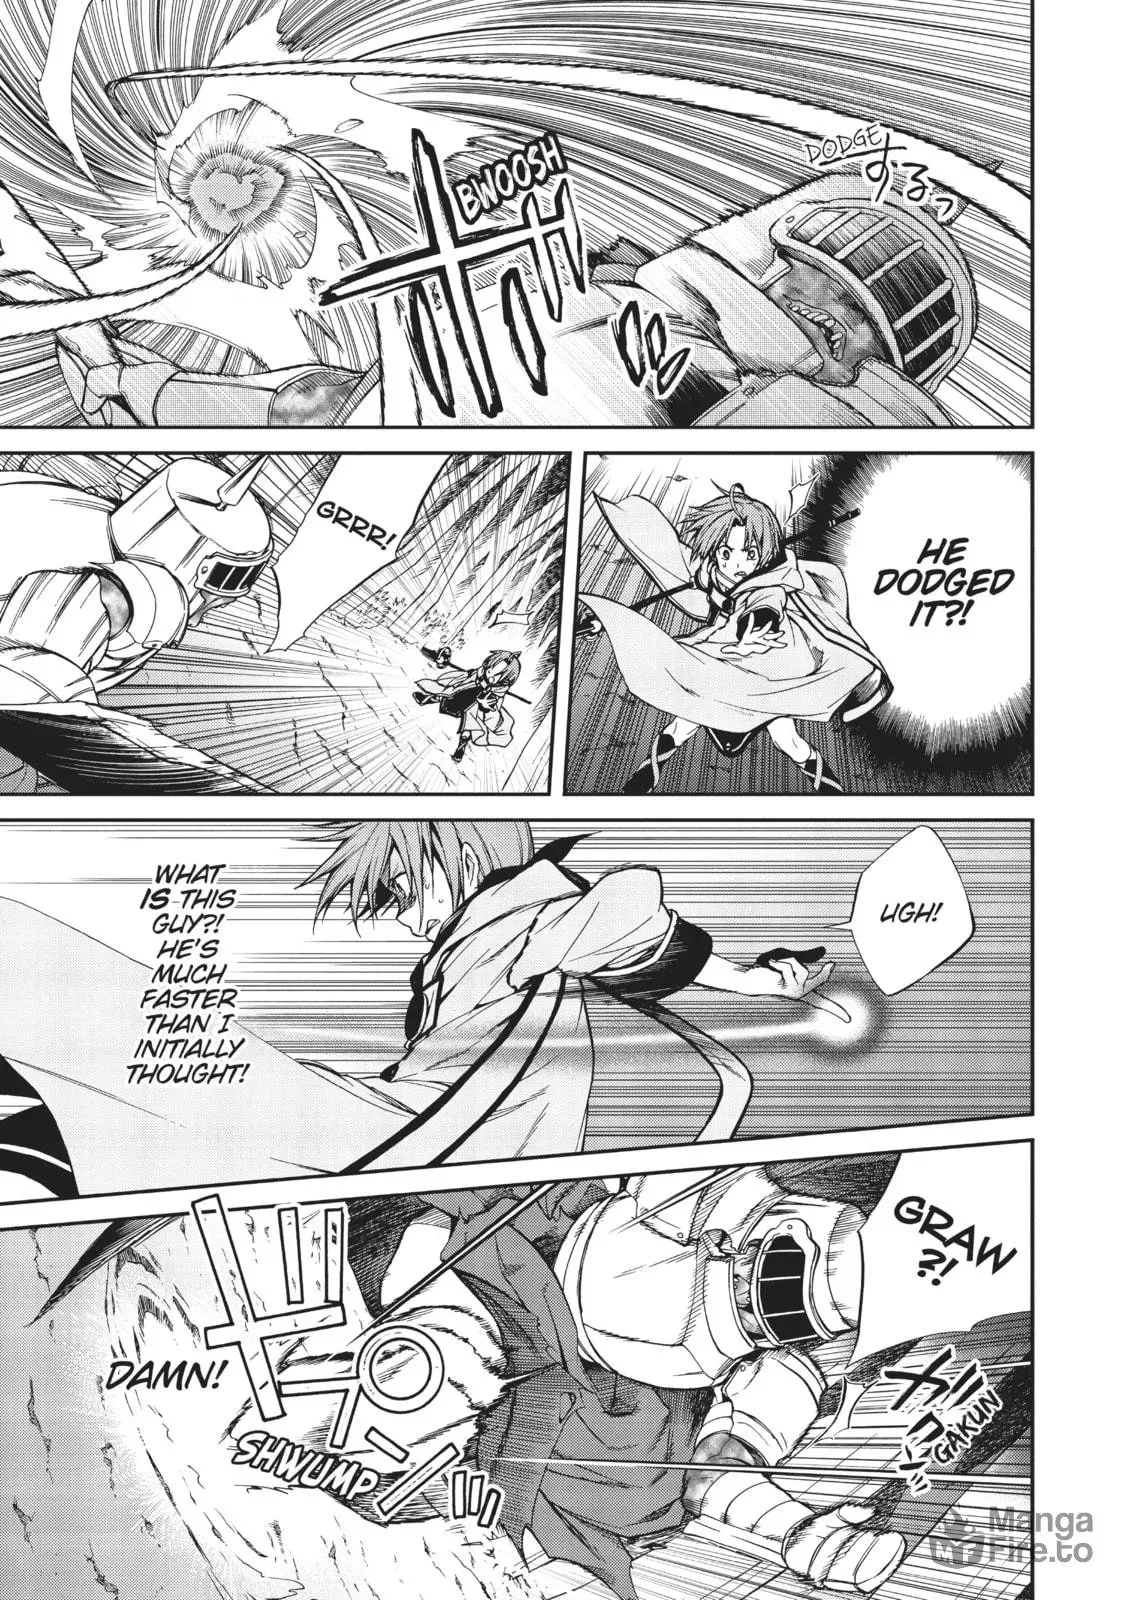 DODGE
するっ
BWOOSH
HE
DODGED
IT?!
GRRR!
UGH!
WHAT
IS THIS
GUY?!
HE'S
MUCH
FASTER
THAN I
INITIALLY
THOUGHT!
GRAW
?!
GAKUN
DAMN!
SHWUMP
Manga
Fire.to